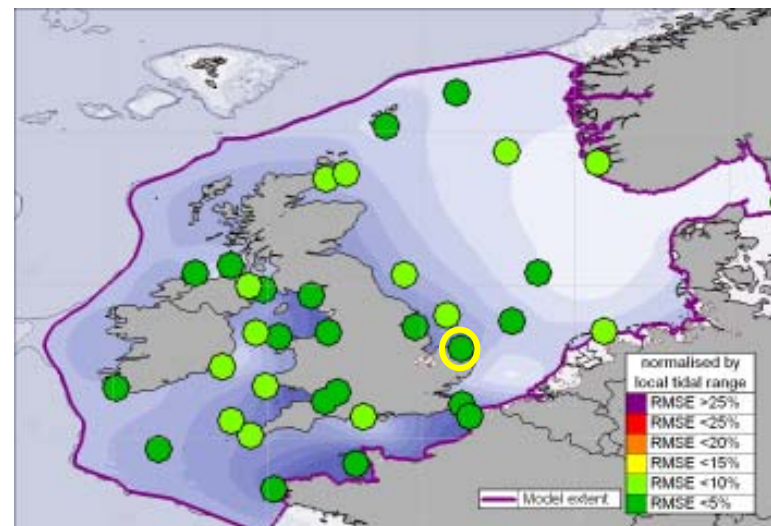 normalised by
local tidal range
RMSE >25%
RMSE <25%
RMSE <20%
RMSE <15%
RMSE <10%
RMSE <5%
Model extent